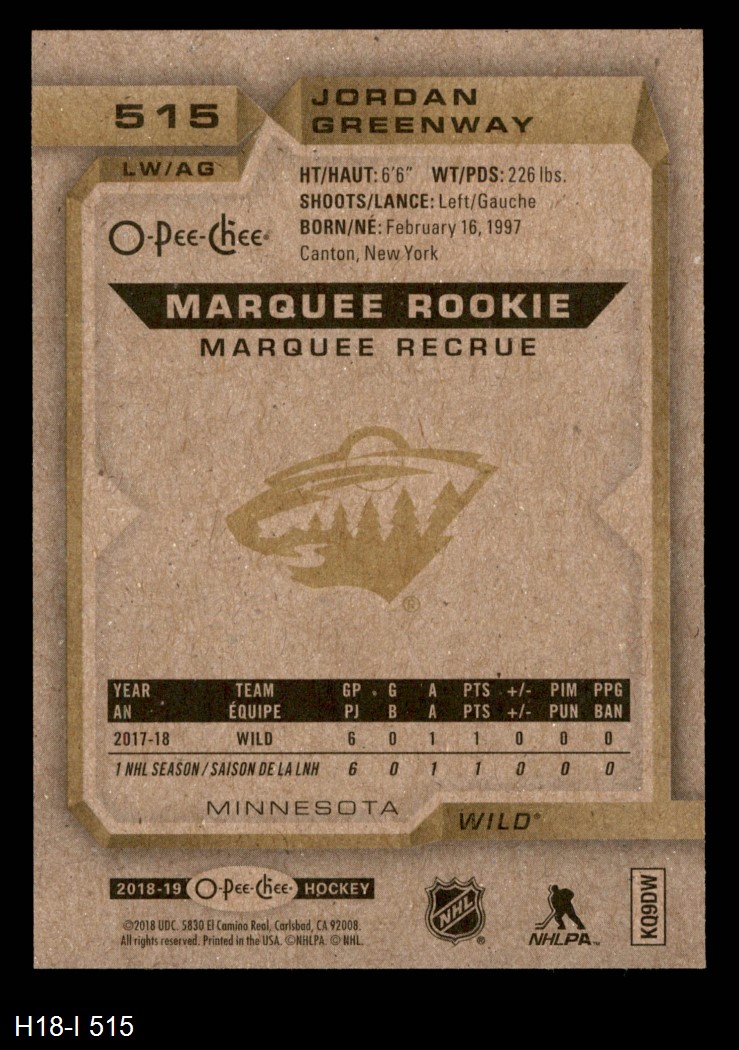 515
JORDAN
GREENWAY
LW/AG
HT/HAUT: 6'6" WT/PDS: 226 lbs.
SHOOTS/LANCE: Left/Gauche
BORN/NÉ: February 16, 1997
Canton, New York
O-Pee-Chee®
MARQUEE ROOKIE
MARQUEE RECRUE
®
YEAR TEAM GP G A PTS +/- PIM PPG
AN ÉQUIPE PJ B A PTS +/- PUN BAN
2017-18 WILD 6 0 1 1 0 0 0
1 NHL SEASON / SAISON DE LA LNH 6 0 1 1 0 0 0
MINNESOTA
WILD®
2018-19 O-Pee-Chee® HOCKEY
©2018 UDC. 5830 El Camino Real, Carlsbad, CA 92008.
All rights reserved. Printed in the USA. ©NHLPA. © NHL.
NHL ®
NHLPA™
KQ9DW
H18-I 515